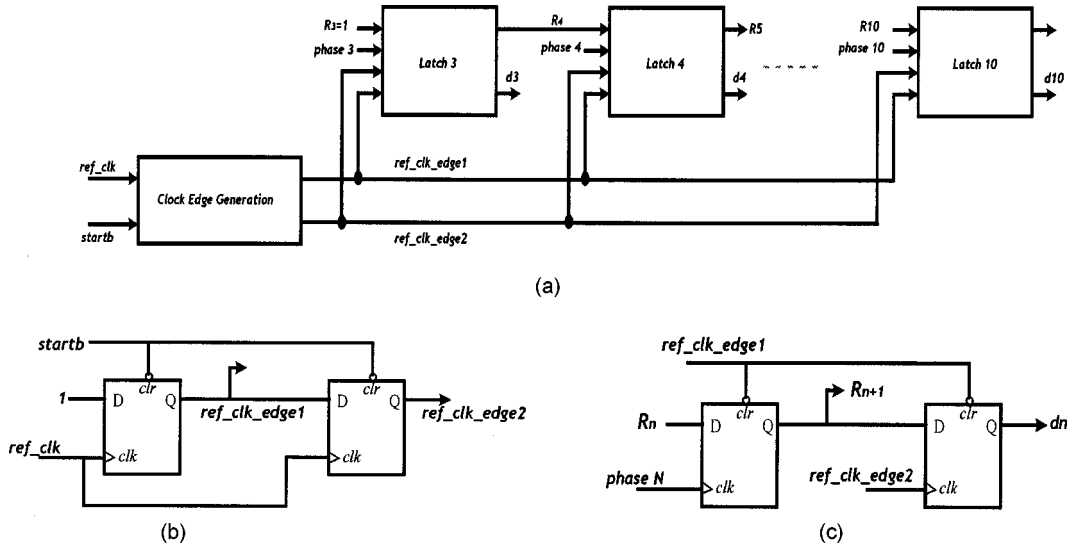 R3=1
phase 3
Latch 3
d3
R4
phase 4
Latch 4
R5
d4
R10
phase 10
Latch 10
d10
ref_clk
startb
Clock Edge Generation
ref_clk_edge1
ref_clk_edge2
(a)
startb
1
D
clr
Q
clk
ref_clk
ref_clk_edge1
D
clr
Q
clk
ref_clk_edge2
(b)
ref_clk_edge1
Rn
D
clr
Q
clk
phase N
Rn+1
ref_clk_edge2
D
clr
Q
clk
dn
(c)